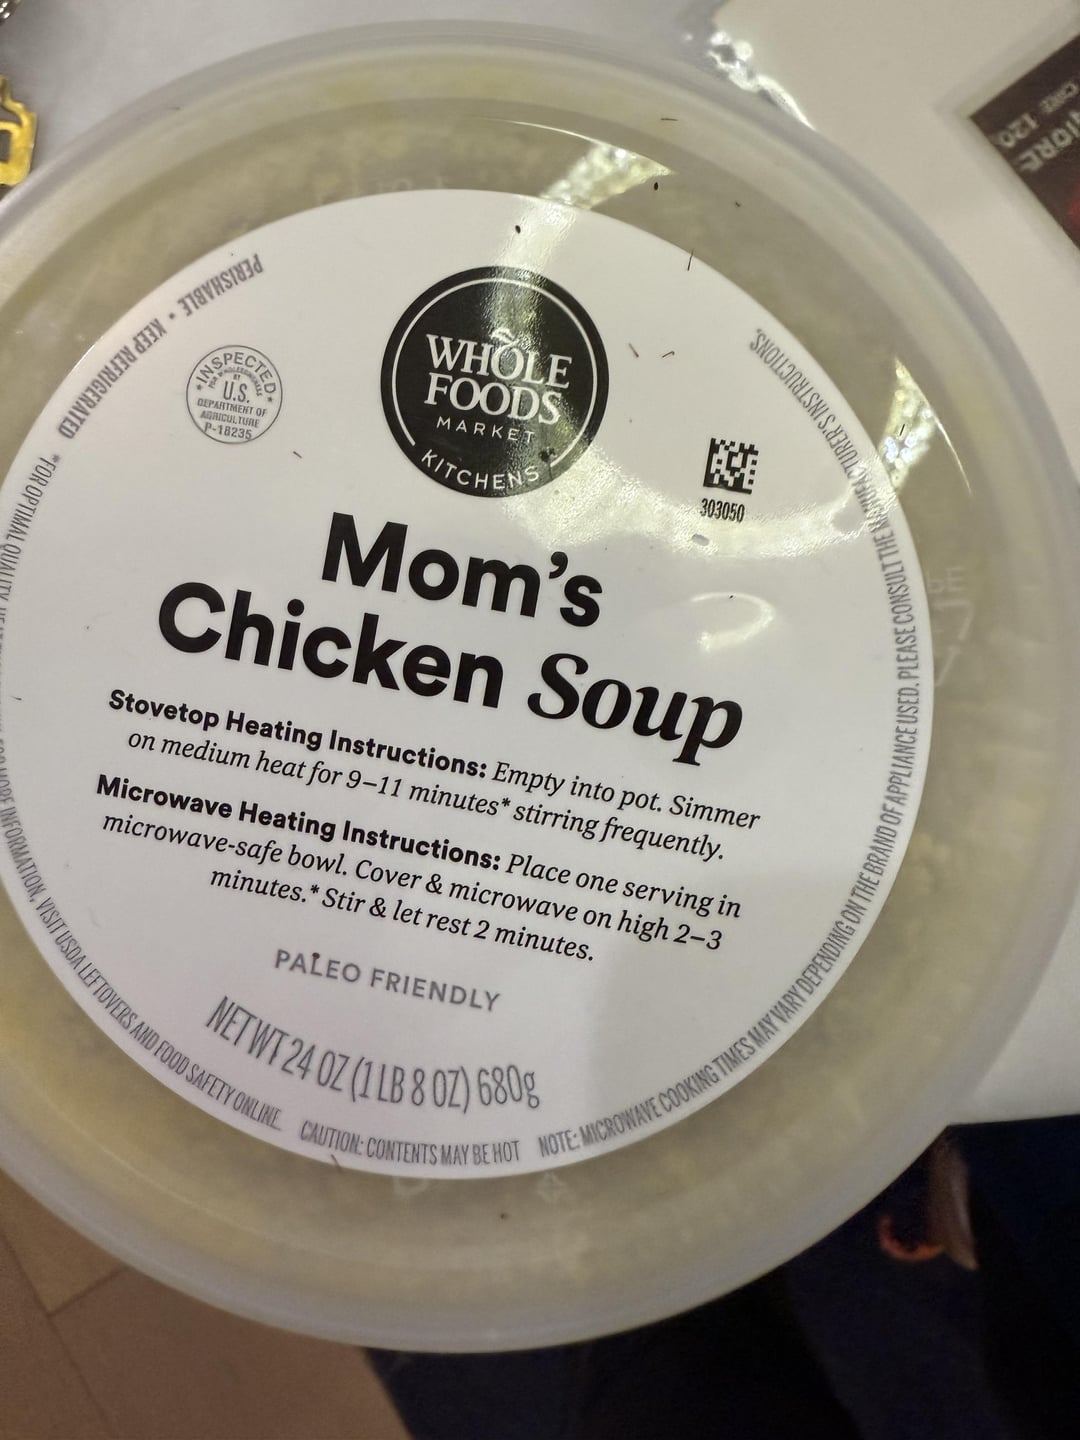 PERISHABLE • KEEP REFRIGERATED
INSPECTED
FOR WHOLESOMENESS
BY
U.S.
DEPARTMENT OF
AGRICULTURE
P-18235
WHOLE
FOODS
MARKET
KITCHENS
303050
Mom's
Chicken Soup
Stovetop Heating Instructions: Empty into pot. Simmer
on medium heat for 9–11 minutes* stirring frequently.
Microwave Heating Instructions: Place one serving in
microwave-safe bowl. Cover & microwave on high 2–3
minutes.* Stir & let rest 2 minutes.
PALEO FRIENDLY
NET WT 24 OZ (1 LB 8 OZ) 680g
*FOR OPTIMAL QUALITY
INFORMATION, VISIT USDA LEFTOVERS AND FOOD SAFETY ONLINE.
CAUTION: CONTENTS MAY BE HOT
NOTE: MICROWAVE COOKING TIMES MAY VARY DEPENDING ON THE BRAND OF APPLIANCE USED. PLEASE CONSULT THE MANUFACTURER'S INSTRUCTIONS.